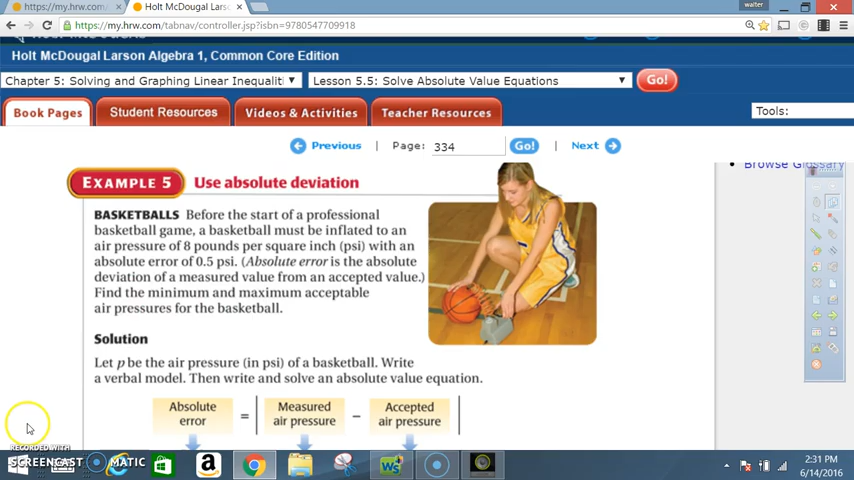 https://my.hrw.com/tabnav/c
Holt McDougal Larson
walter
https://my.hrw.com/tabnav/controller.jsp?isbn=9780547709918
Holt McDougal Larson Algebra 1, Common Core Edition
Chapter 5: Solving and Graphing Linear Inequaliti
Lesson 5.5: Solve Absolute Value Equations
Go!
Book Pages
Student Resources
Videos & Activities
Teacher Resources
Tools:
Previous | Page: 334 Go! | Next
Browse Glossary
EXAMPLE 5 Use absolute deviation
BASKETBALLS Before the start of a professional
basketball game, a basketball must be inflated to an
air pressure of 8 pounds per square inch (psi) with an
absolute error of 0.5 psi. (Absolute error is the absolute
deviation of a measured value from an accepted value.)
Find the minimum and maximum acceptable
air pressures for the basketball.
Solution
Let p be the air pressure (in psi) of a basketball. Write
a verbal model. Then write and solve an absolute value equation.
Absolute error = | Measured air pressure − Accepted air pressure |
RECORDED WITH
SCREENCAST MATIC
2:31 PM
6/14/2016